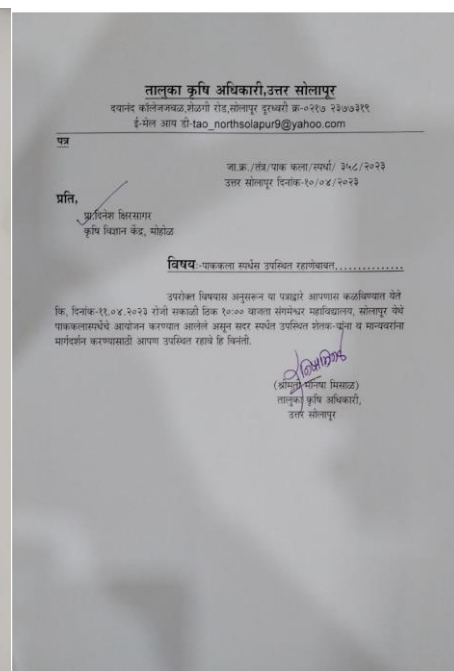 तालुका कृषि अधिकारी,उत्तर सोलापूर
दयानंद कॉलेजजवळ,शेळगी रोड,सोलापूर दूरध्वनी क्र-०२१७ २३७७३१९
ई-मेल आय डी-tao_northsolapur9@yahoo.com
पत्र
जा.क्र./तंत्र/पाक कला/स्पर्धा/ ३५८/२०२३
उत्तर सोलापूर दिनांक-१०/०४/२०२३
प्रति,
प्रा.दिनेश क्षिरसागर
कृषि विज्ञान केंद्र, मोहोळ
विषय:-पाककला स्पर्धेस उपस्थित रहाणेबाबत...............
उपरोक्त विषयास अनुसरून या पत्राद्वारे आपणास कळविण्यात येते
कि, दिनांक-११.०४.२०२३ रोजी सकाळी ठिक १०:०० वाजता संगमेश्वर महाविद्यालय, सोलापूर येथे
पाककलास्पर्धेचे आयोजन करण्यात आलेले असून सदर स्पर्धेत उपस्थित शेतक-यांना व मान्यवरांना
मार्गदर्शन करण्यासाठी आपण उपस्थित रहावे हि विनंती.
(श्रीमती मनिषा मिसाळ)
तालुका कृषि अधिकारी,
उत्तर सोलापूर